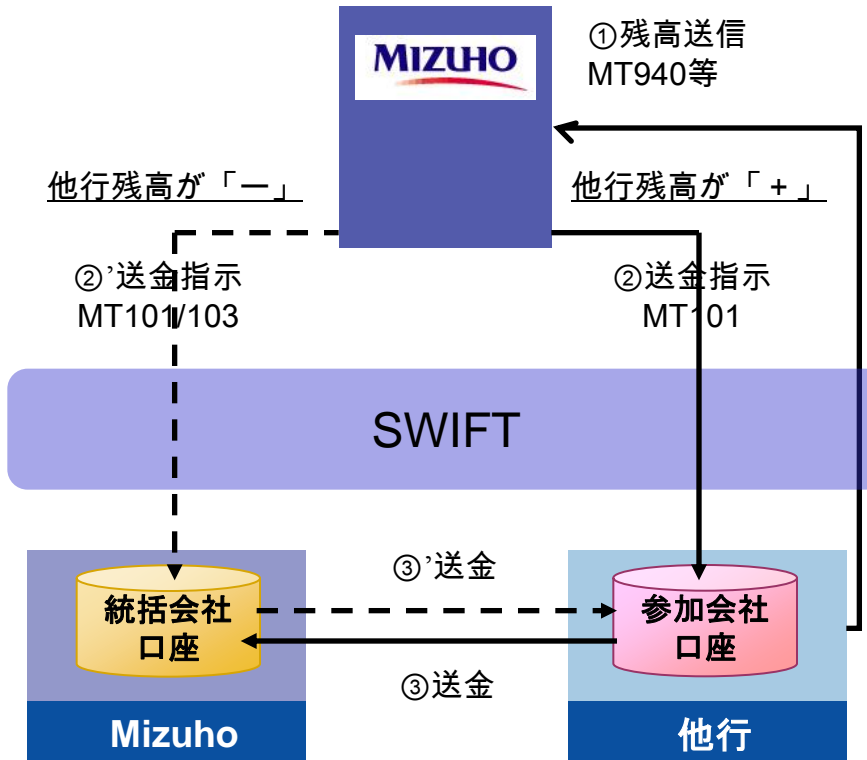 MIZUHO
①残高送信
MT940等
他行残高が「－」
他行残高が「+」
②’送金指示
MT101/103
②送金指示
MT101
SWIFT
③’送金
統括会社
口座
参加会社
口座
③送金
Mizuho
他行